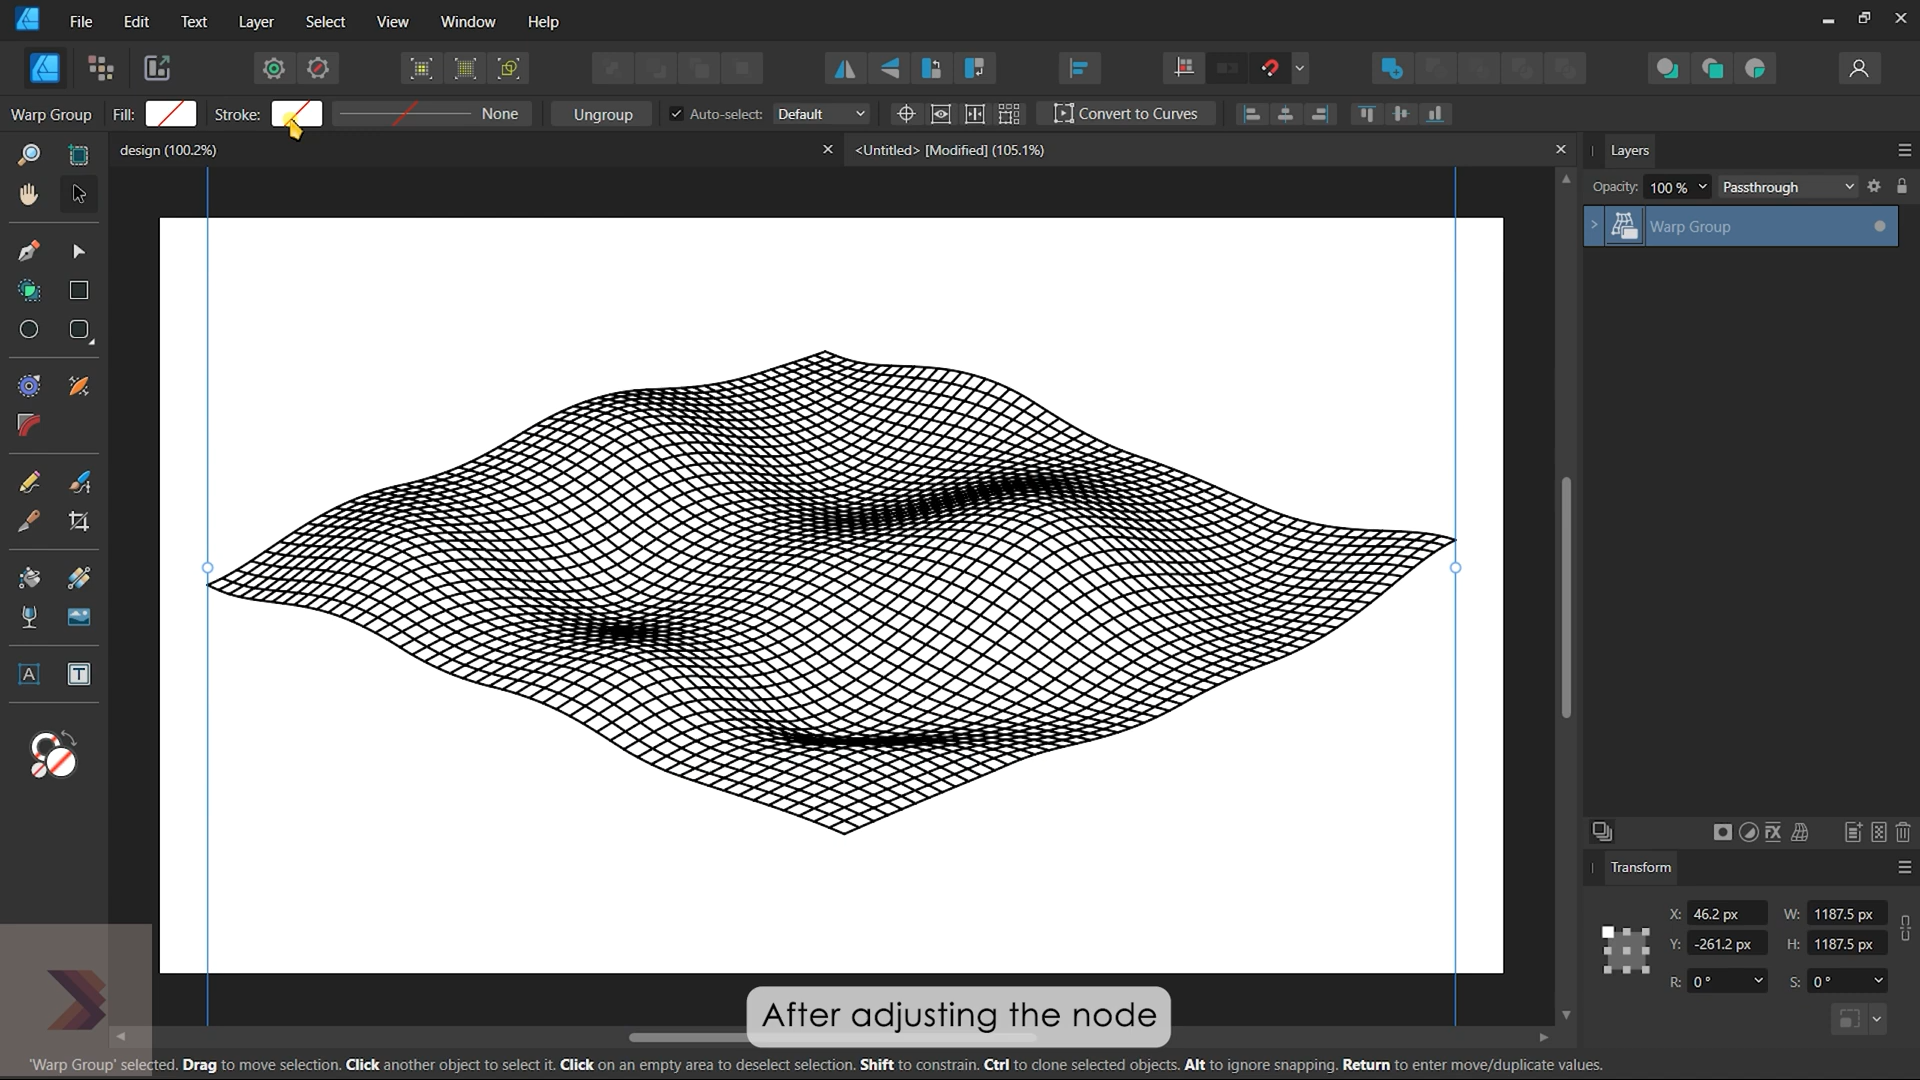 File Edit Text Layer Select View Window Help
Warp Group Fill: Stroke: None Ungroup Auto-select: Default Convert to Curves
design (100.2%) <Untitled> [Modified] (105.1%)
Layers
Opacity: 100 % Passthrough
Warp Group
Transform
X: 46.2 px W: 1187.5 px
Y: -261.2 px H: 1187.5 px
R: 0 ° S: 0 °
After adjusting the node
'Warp Group' selected. Drag to move selection. Click another object to select it. Click on an empty area to deselect selection. Shift to constrain. Ctrl to clone selected objects. Alt to ignore snapping. Return to enter move/duplicate values.